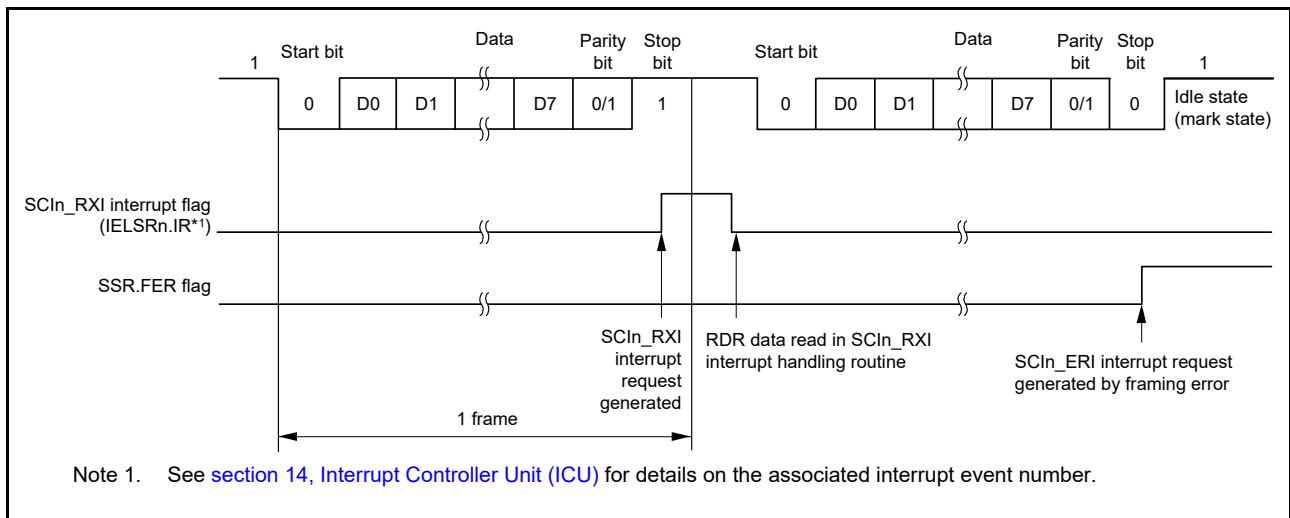 1
Start bit
Data
Parity
bit
Stop
bit
Start bit
Data
Parity
bit
Stop
bit
1
0
D0
D1
D7
0/1
1
0
D0
D1
D7
0/1
0
Idle state
(mark state)
SCIn_RXI interrupt flag
(IELSRn.IR*1)
SSR.FER flag
SCIn_RXI
interrupt
request
generated
RDR data read in SCIn_RXI
interrupt handling routine
SCIn_ERI interrupt request
generated by framing error
1 frame
Note 1. See section 14, Interrupt Controller Unit (ICU) for details on the associated interrupt event number.